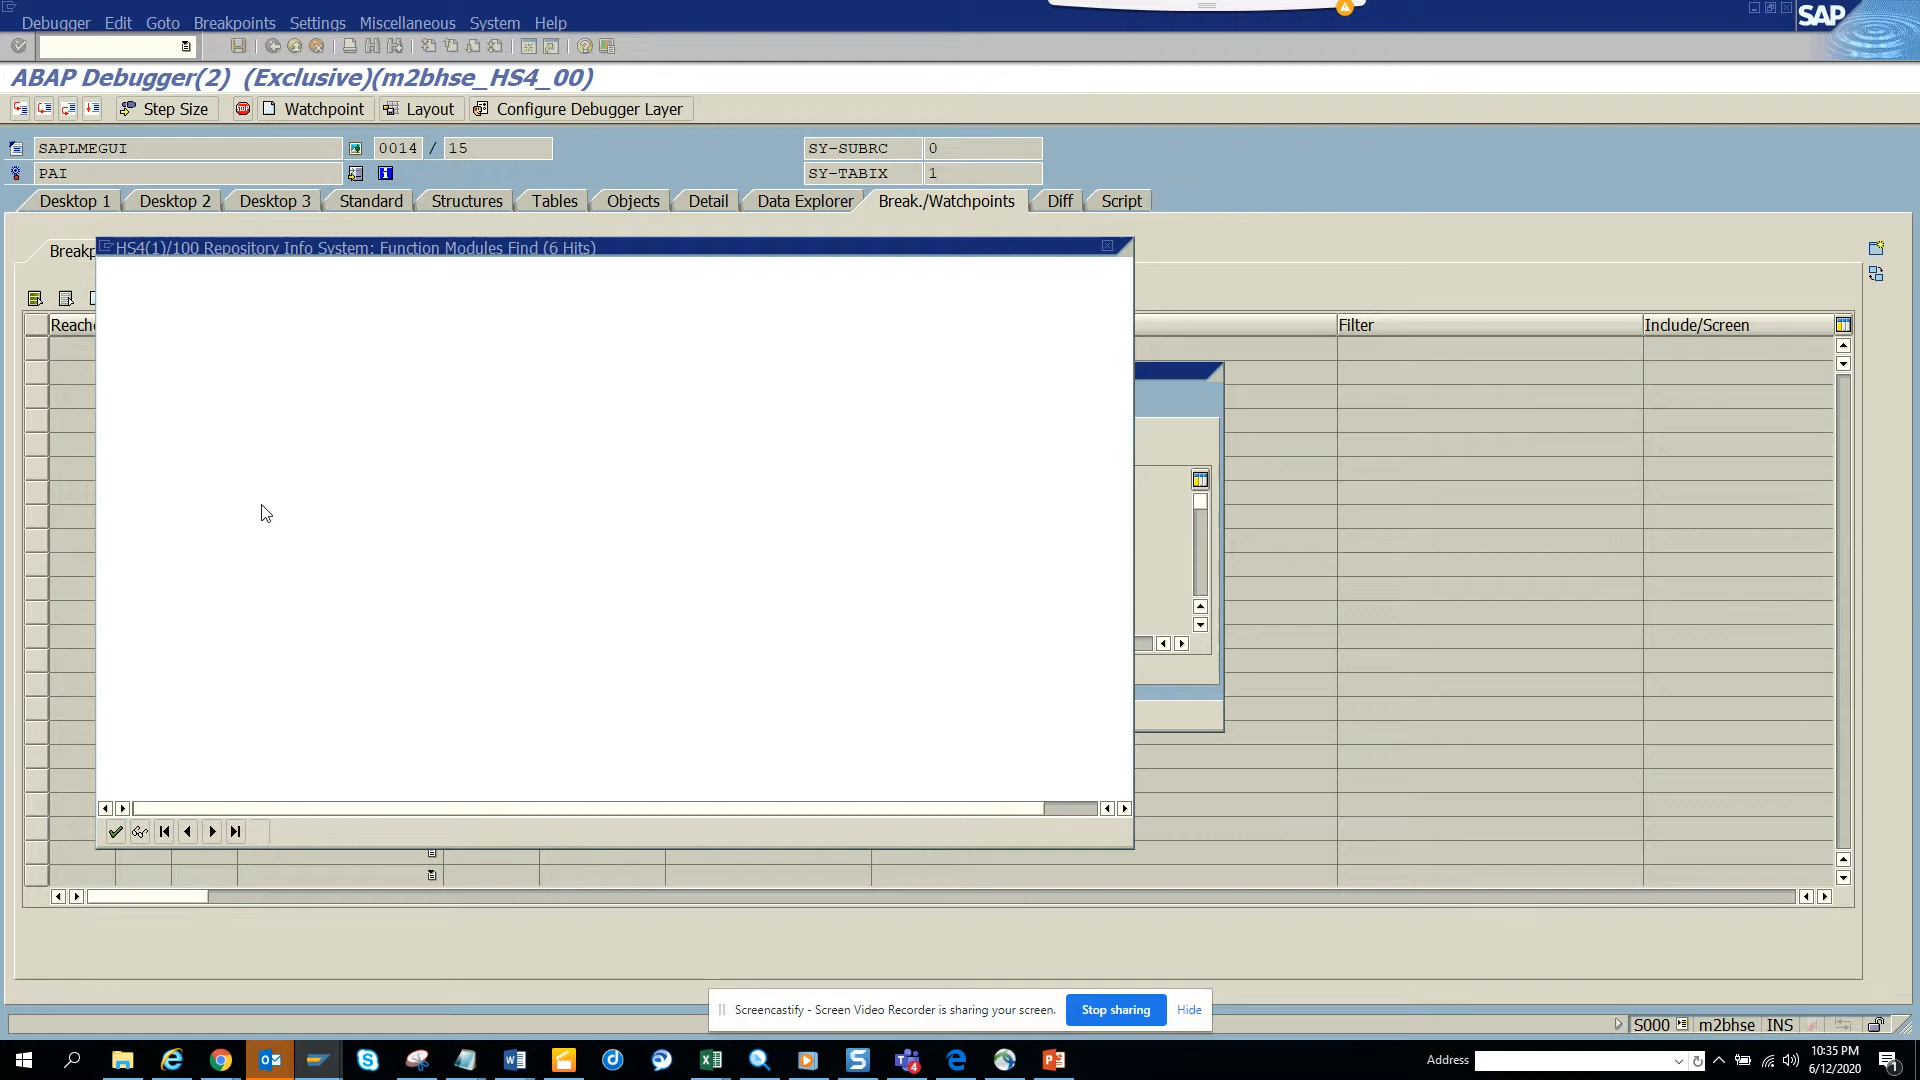 Debugger Edit Goto Breakpoints Settings Miscellaneous System Help
SAP
ABAP Debugger(2) (Exclusive)(m2bhse_HS4_00)
Step Size Watchpoint Layout Configure Debugger Layer
SAPLMEGUI 0014 / 15 SY-SUBRC 0
PAI SY-TABIX 1
Desktop 1 Desktop 2 Desktop 3 Standard Structures Tables Objects Detail Data Explorer Break./Watchpoints Diff Script
HS4(1)/100 Repository Info System: Function Modules Find (6 Hits)
Filter Include/Screen
Screencastify - Screen Video Recorder is sharing your screen. Stop sharing Hide
S000 m2bhse INS
Address
10:35 PM
6/12/2020